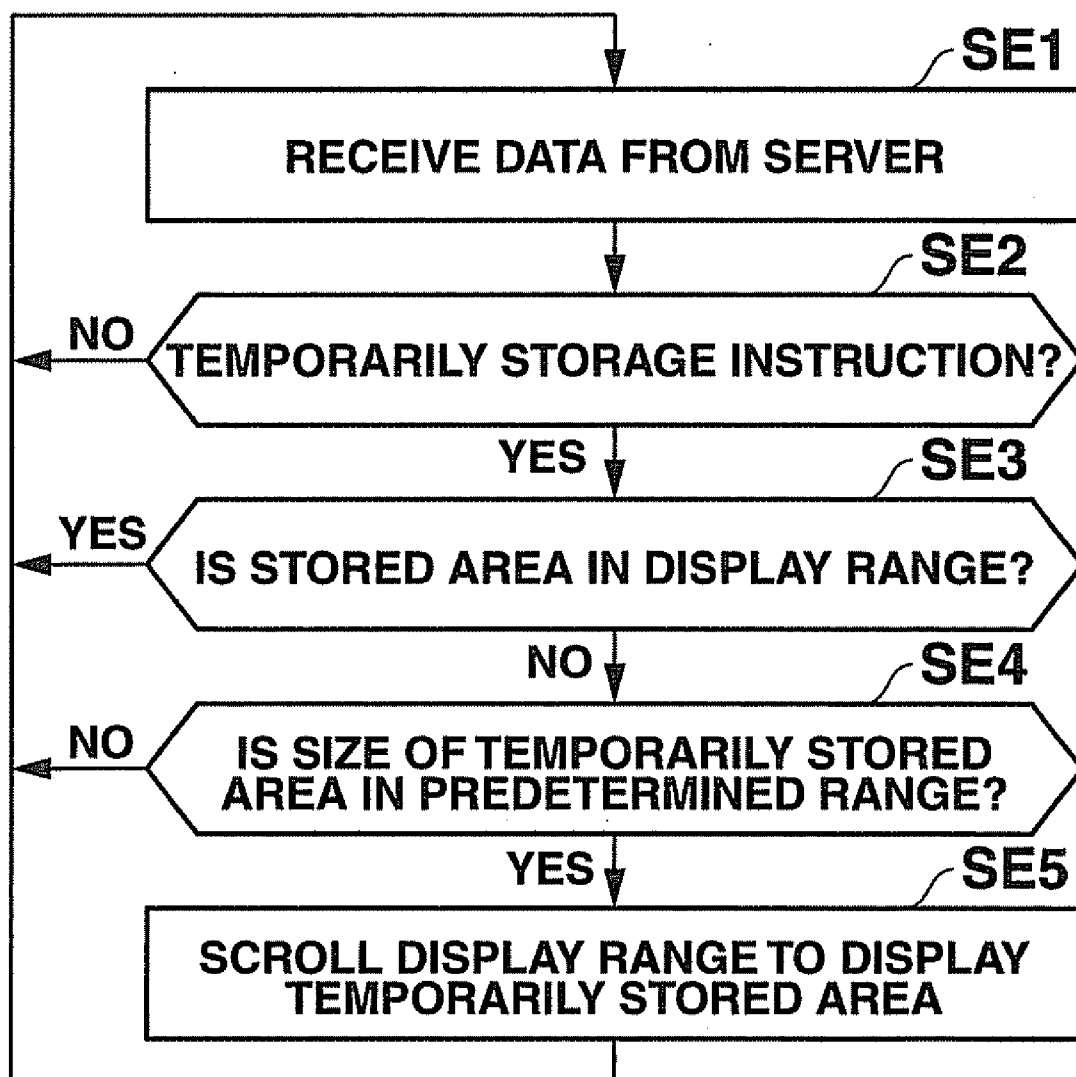 SE1
RECEIVE DATA FROM SERVER
SE2
NO
TEMPORARILY STORAGE INSTRUCTION?
YES
SE3
YES
IS STORED AREA IN DISPLAY RANGE?
NO
SE4
NO
IS SIZE OF TEMPORARILY STORED
AREA IN PREDETERMINED RANGE?
YES
SE5
SCROLL DISPLAY RANGE TO DISPLAY
TEMPORARILY STORED AREA